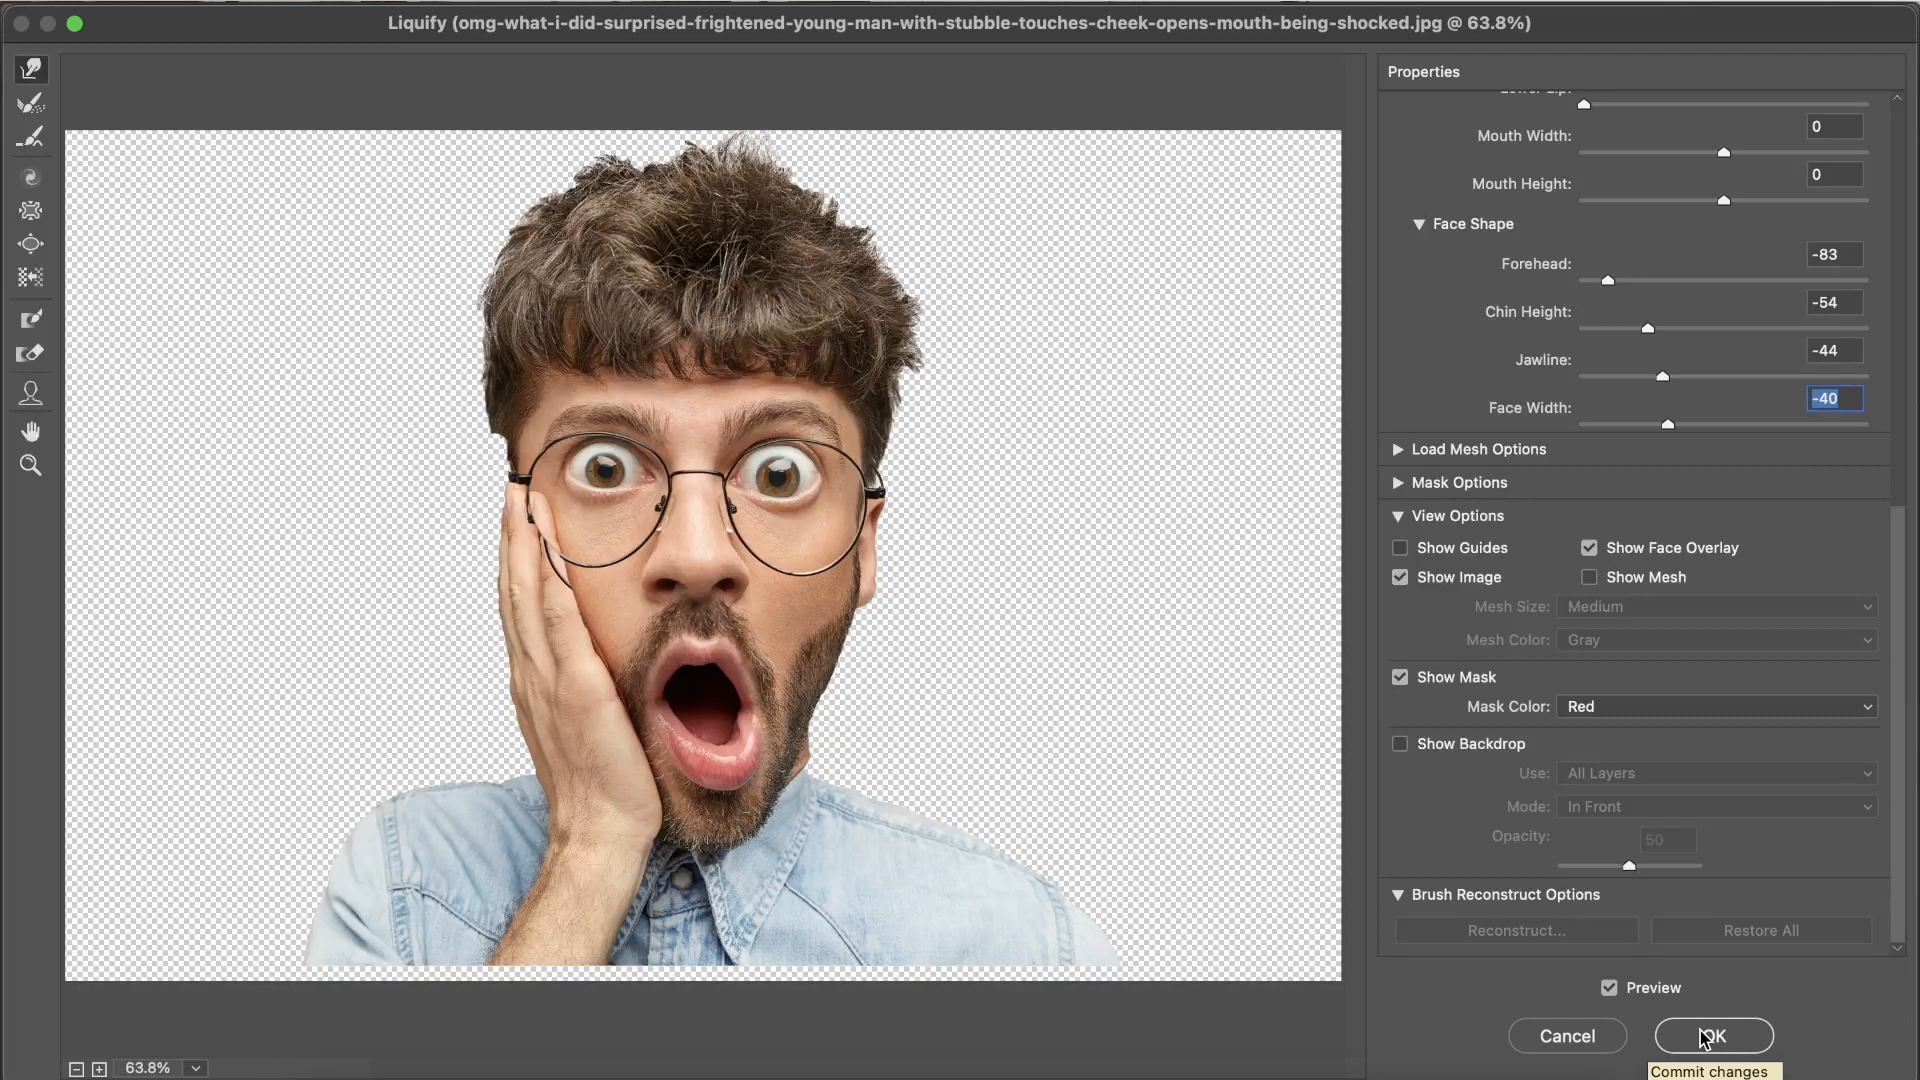 Liquify (omg-what-i-did-surprised-frightened-young-man-with-stubble-touches-cheek-opens-mouth-being-shocked.jpg @ 63.8%)
Properties
Mouth Width: 0
Mouth Height: 0
Face Shape
Forehead: -83
Chin Height: -54
Jawline: -44
Face Width: -40
Load Mesh Options
Mask Options
View Options
Show Guides Show Face Overlay
Show Image Show Mesh
Mesh Size: Medium
Mesh Color: Gray
Show Mask
Mask Color: Red
Show Backdrop
Use: All Layers
Mode: In Front
Opacity: 50
Brush Reconstruct Options
Reconstruct... Restore All
Preview
Cancel OK
Commit changes
63.8%